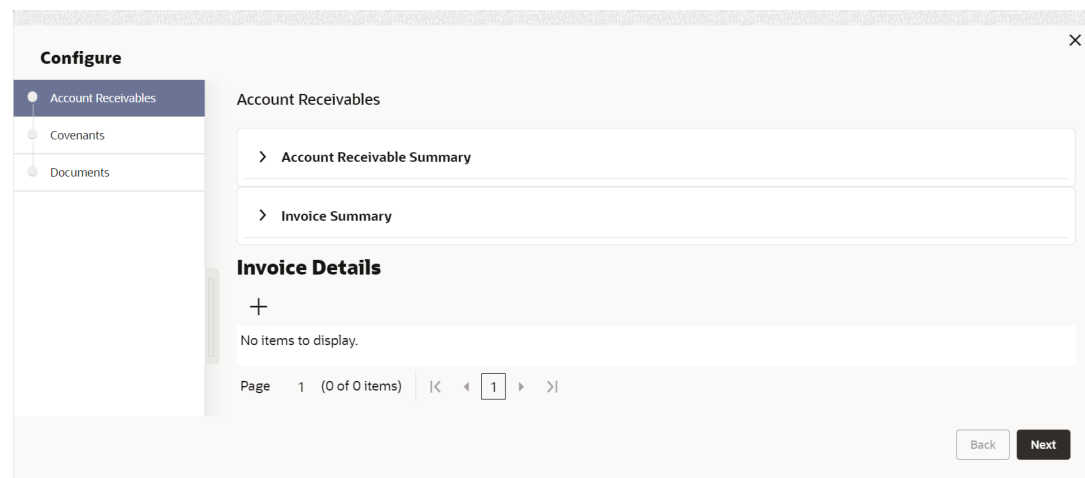 Configure
Account Receivables
Covenants
Documents
Account Receivables
Account Receivable Summary
Invoice Summary
Invoice Details
No items to display.
Page 1 (0 of 0 items) 1
Back Next